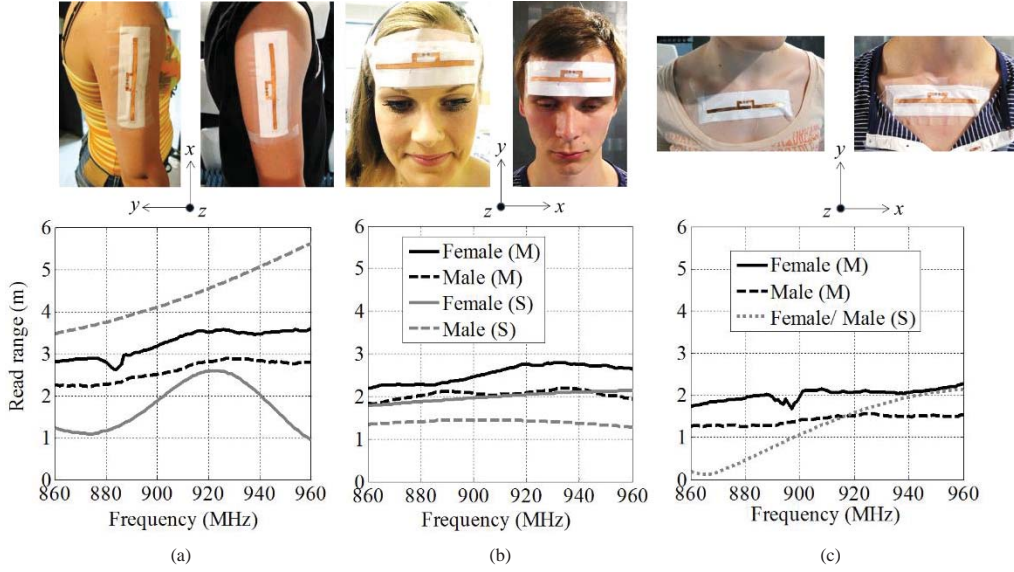 x
y
z
y
z
x
y
z
x
Read range (m)
6
5
4
3
2
1
0
860 880 900 920 940 960
Frequency (MHz)
(a)
6
5
4
3
2
1
0
Female (M)
Male (M)
Female (S)
Male (S)
860 880 900 920 940 960
Frequency (MHz)
(b)
6
5
4
3
2
1
0
Female (M)
Male (M)
Female/ Male (S)
860 880 900 920 940 960
Frequency (MHz)
(c)